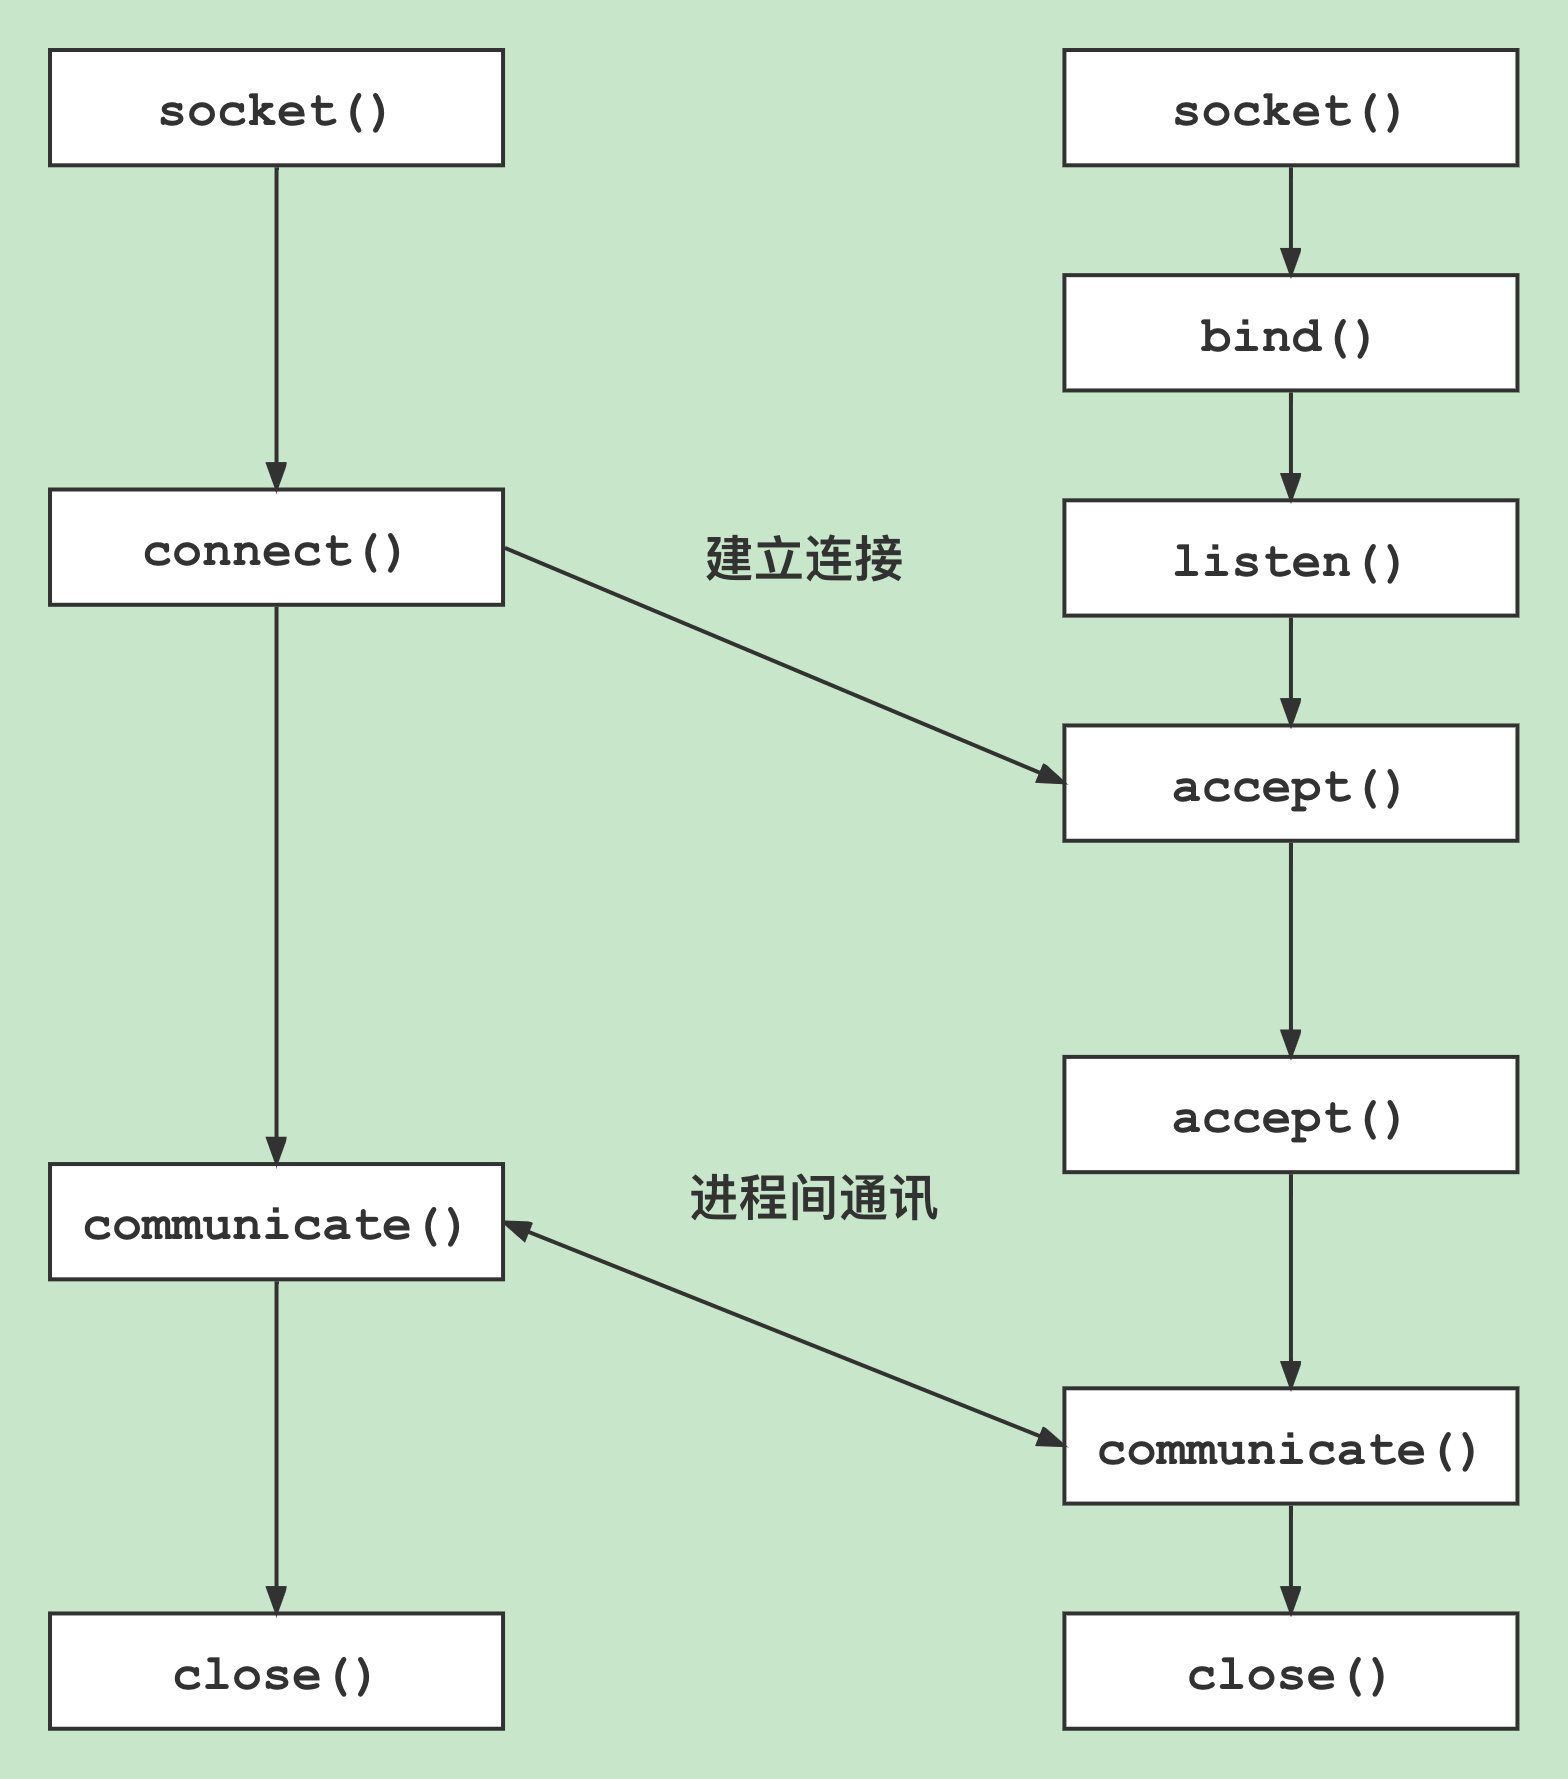 socket()
socket()
bind()
connect()
建立连接
listen()
accept()
accept()
进程间通讯
communicate()
communicate()
close()
close()